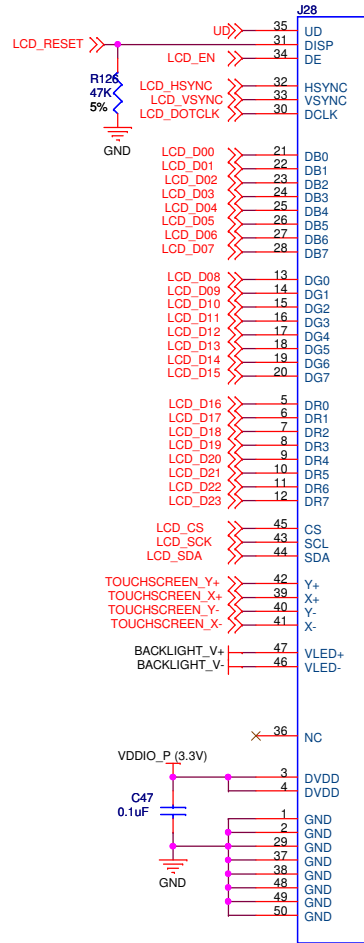 J28
UD 35 UD
LCD_RESET 31 DISP
LCD_EN 34 DE
R126
47K
5%
GND
LCD_HSYNC 32 HSYNC
LCD_VSYNC 33 VSYNC
LCD_DOTCLK 30 DCLK
LCD_D00 21 DB0
LCD_D01 22 DB1
LCD_D02 23 DB2
LCD_D03 24 DB3
LCD_D04 25 DB4
LCD_D05 26 DB5
LCD_D06 27 DB6
LCD_D07 28 DB7
LCD_D08 13 DG0
LCD_D09 14 DG1
LCD_D10 15 DG2
LCD_D11 16 DG3
LCD_D12 17 DG4
LCD_D13 18 DG5
LCD_D14 19 DG6
LCD_D15 20 DG7
LCD_D16 5 DR0
LCD_D17 6 DR1
LCD_D18 7 DR2
LCD_D19 8 DR3
LCD_D20 9 DR4
LCD_D21 10 DR5
LCD_D22 11 DR6
LCD_D23 12 DR7
LCD_CS 45 CS
LCD_SCK 43 SCL
LCD_SDA 44 SDA
TOUCHSCREEN_Y+ 42 Y+
TOUCHSCREEN_X+ 39 X+
TOUCHSCREEN_Y- 40 Y-
TOUCHSCREEN_X- 41 X-
BACKLIGHT_V+ 47 VLED+
BACKLIGHT_V- 46 VLED-
36 NC
VDDIO_P (3.3V)
3 DVDD
4 DVDD
C47
0.1uF
1 GND
2 GND
29 GND
37 GND
38 GND
48 GND
49 GND
50 GND
GND